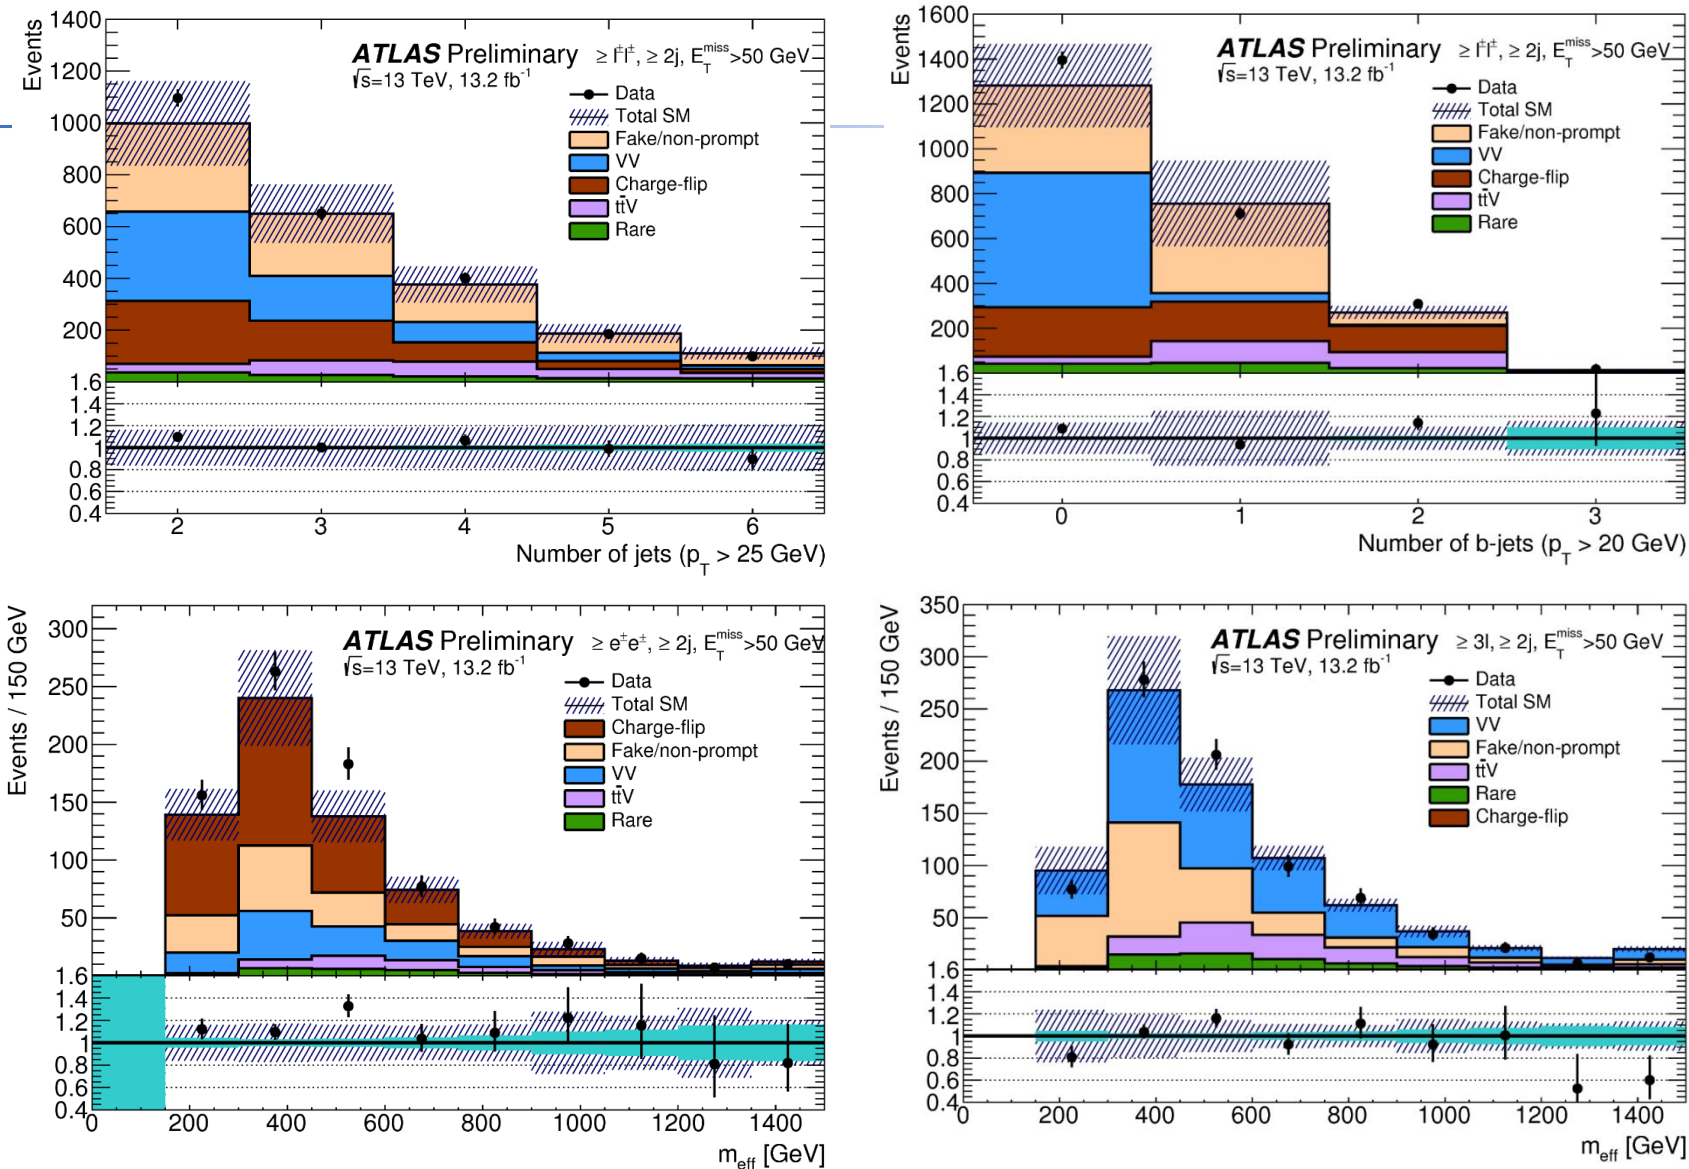 1400
1200
1000
800
600
400
200
Events
ATLAS Preliminary ≥ l±l±, ≥ 2j, E_T^miss>50 GeV
√s=13 TeV, 13.2 fb⁻¹
Data
Total SM
Fake/non-prompt
VV
Charge-flip
tt̄V
Rare
1.6
1.4
1.2
1
0.8
0.6
0.4
2 3 4 5 6
Number of jets (p_T > 25 GeV)
1600
1400
1200
1000
800
600
400
200
Events
ATLAS Preliminary ≥ l±l±, ≥ 2j, E_T^miss>50 GeV
√s=13 TeV, 13.2 fb⁻¹
Data
Total SM
Fake/non-prompt
VV
Charge-flip
tt̄V
Rare
1.6
1.4
1.2
1
0.8
0.6
0.4
0 1 2 3
Number of b-jets (p_T > 20 GeV)
300
250
200
150
100
50
Events / 150 GeV
ATLAS Preliminary ≥ e±e±, ≥ 2j, E_T^miss>50 GeV
√s=13 TeV, 13.2 fb⁻¹
Data
Total SM
Charge-flip
Fake/non-prompt
VV
tt̄V
Rare
1.6
1.4
1.2
1
0.8
0.6
0.4
0 200 400 600 800 1000 1200 1400
m_eff [GeV]
350
300
250
200
150
100
50
Events / 150 GeV
ATLAS Preliminary ≥ 3l, ≥ 2j, E_T^miss>50 GeV
√s=13 TeV, 13.2 fb⁻¹
Data
Total SM
VV
Fake/non-prompt
tt̄V
Rare
Charge-flip
1.6
1.4
1.2
1
0.8
0.6
0.4
0 200 400 600 800 1000 1200 1400
m_eff [GeV]